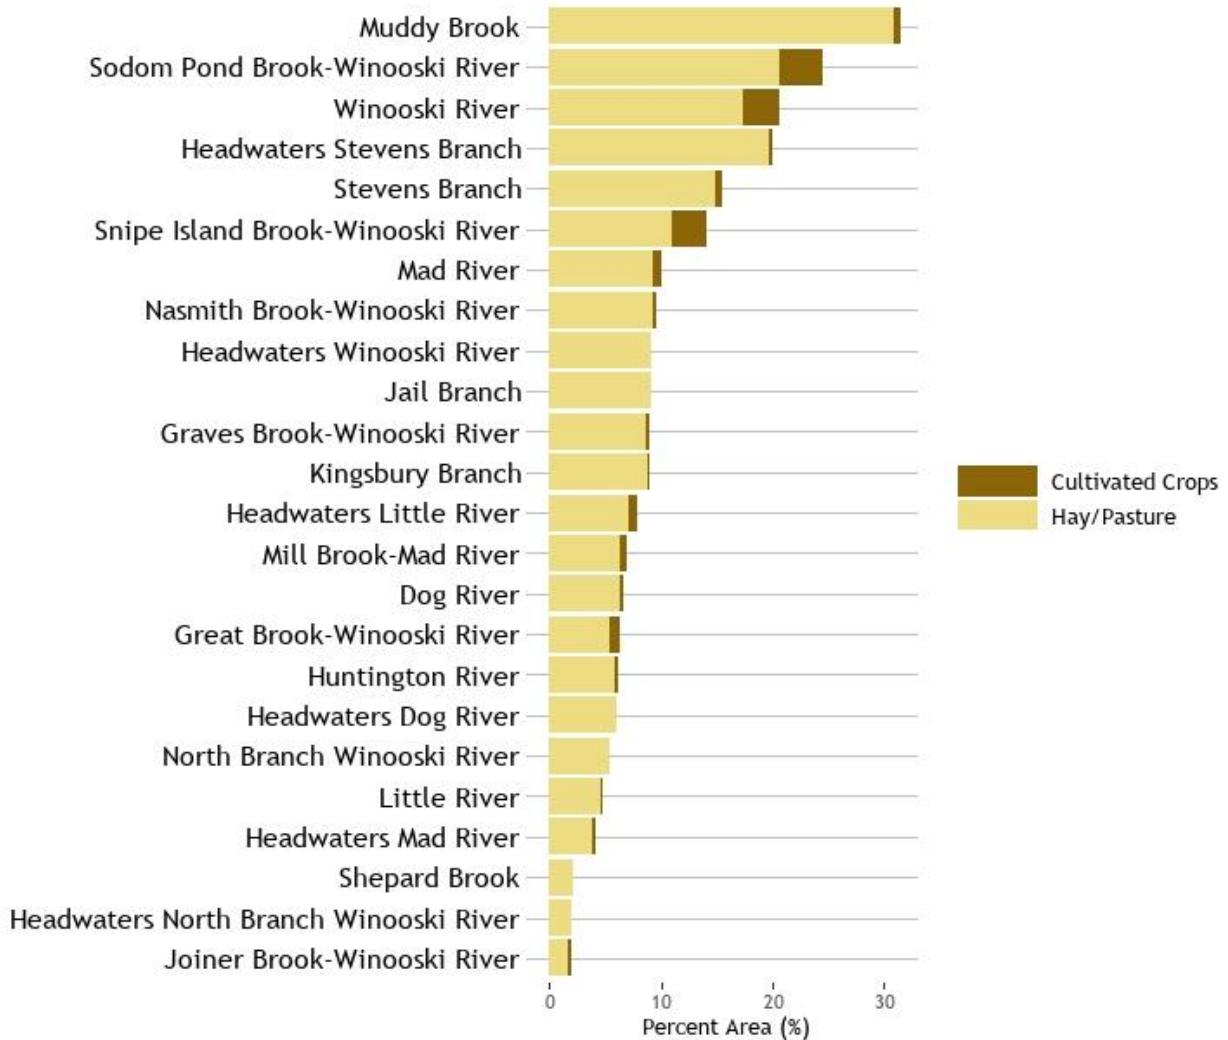 Muddy Brook
Sodom Pond Brook-Winooski River
Winooski River
Headwaters Stevens Branch
Stevens Branch
Snipe Island Brook-Winooski River
Mad River
Nasmith Brook-Winooski River
Headwaters Winooski River
Jail Branch
Graves Brook-Winooski River
Kingsbury Branch
Headwaters Little River
Mill Brook-Mad River
Dog River
Great Brook-Winooski River
Huntington River
Headwaters Dog River
North Branch Winooski River
Little River
Headwaters Mad River
Shepard Brook
Headwaters North Branch Winooski River
Joiner Brook-Winooski River
0 10 20 30
Percent Area (%)
Cultivated Crops
Hay/Pasture